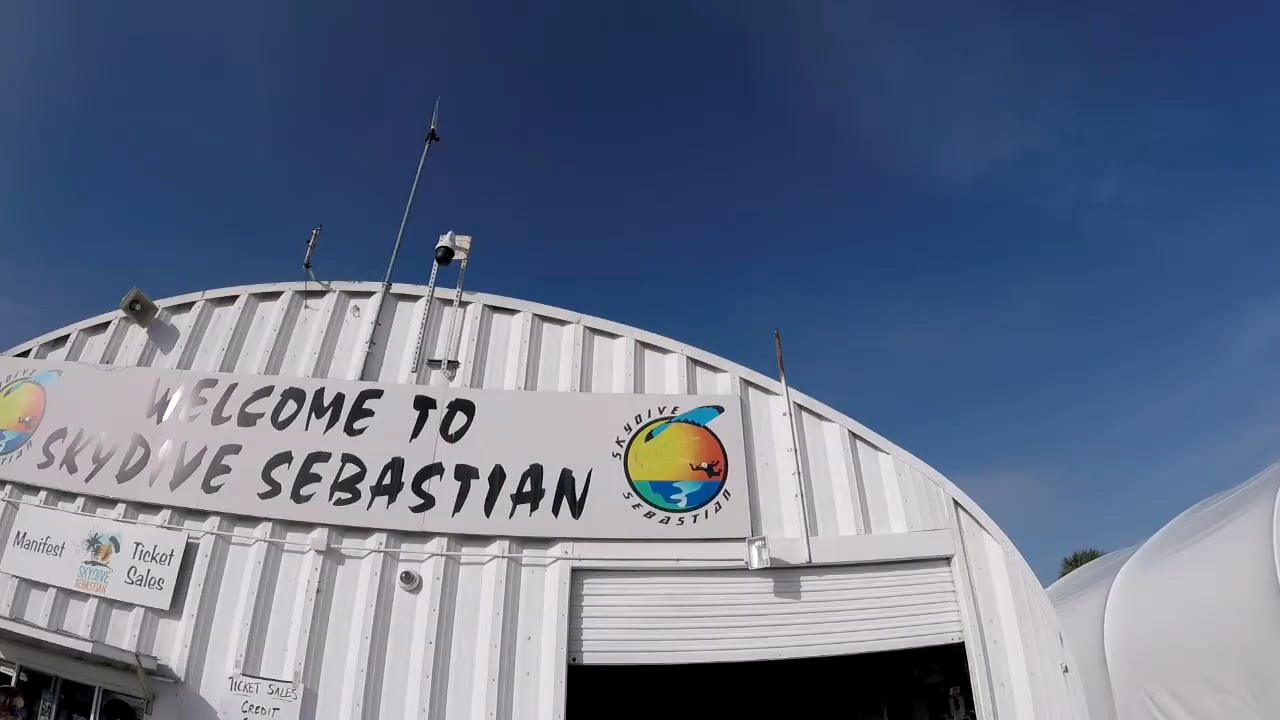 WELCOME TO
SKYDIVE SEBASTIAN
SKYDIVE
SEBASTIAN
Manifest
SKYDIVE
SEBASTIAN
Ticket
Sales
TICKET SALES
CREDIT